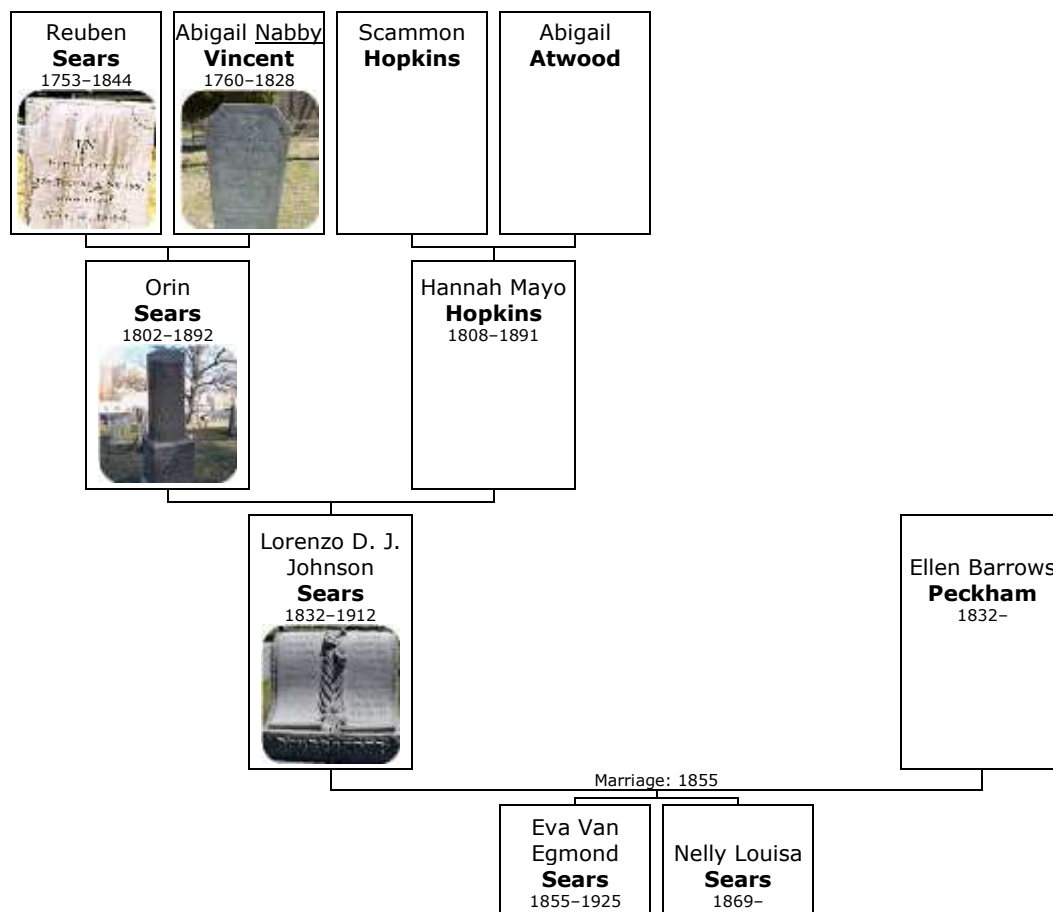 Reuben
Sears
1753–1844
Abigail Nabby
Vincent
1760–1828
Scammon
Hopkins
Abigail
Atwood
IN
Orin
Sears
1802–1892
Hannah Mayo
Hopkins
1808–1891
Lorenzo D. J.
Johnson
Sears
1832–1912
Ellen Barrows
Peckham
1832–
Marriage: 1855
Eva Van
Egmond
Sears
1855–1925
Nelly Louisa
Sears
1869–